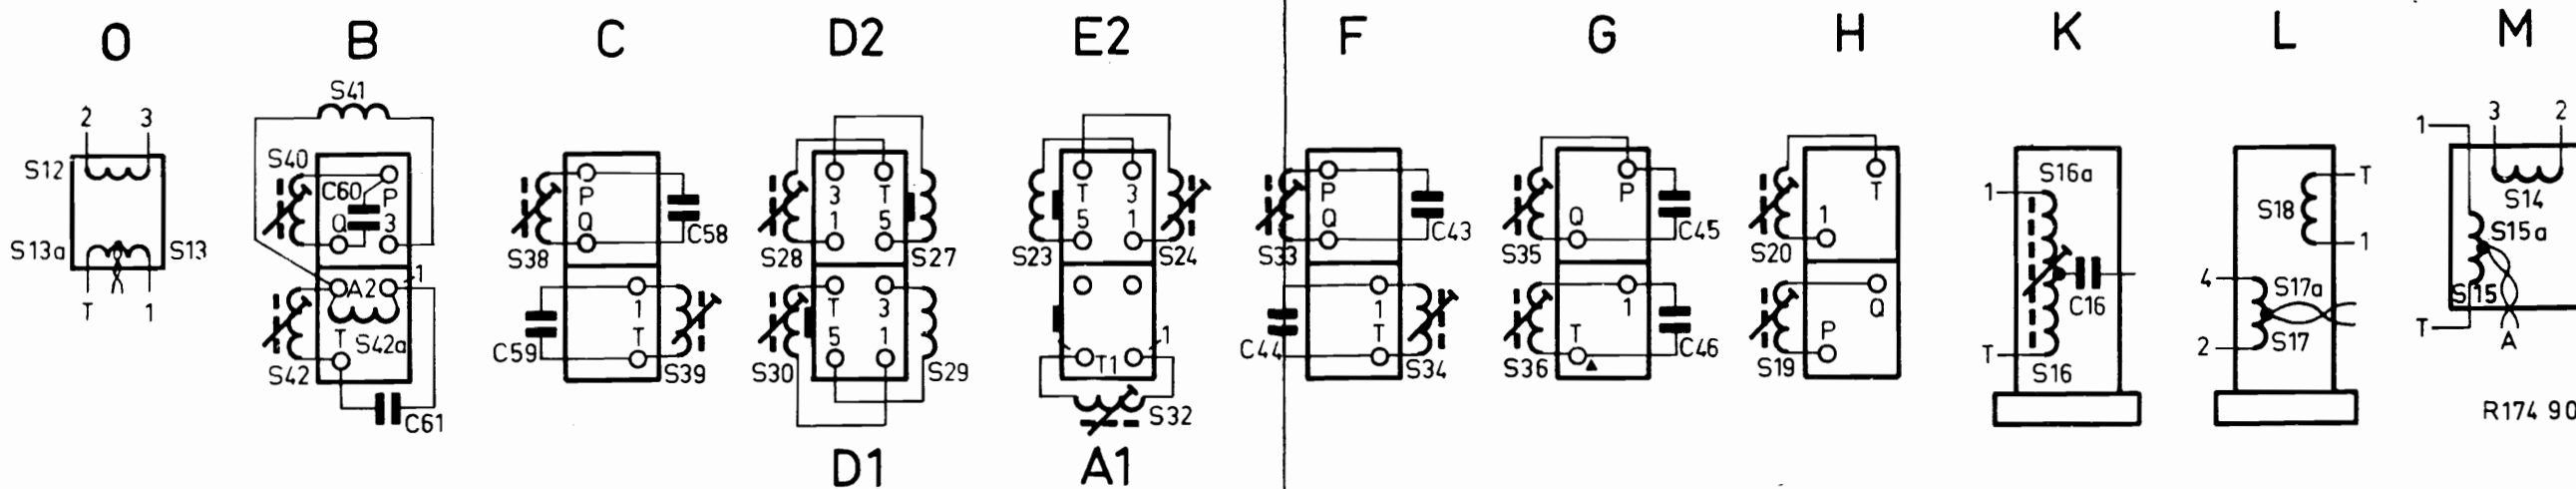 O B C D2 E2 F G H K L M
2 3
S12
S13a S13
T 1
S41
S40
C60
P
Q 3
A2 1
T
S42a
S42
C61
P
Q
C58
S38
1
T
C59
S39
3 T
1 5
S28 S27
T 3
5 1
S30 S29
D1
T 3
5 1
S23 S24
T1 1
S32
A1
P
Q
C43
S33
1
T
C44
S34
P
Q
C45
S35
1
T
C46
S36
T
1
S20
Q
P
S19
S16a
1
C16
T
S16
T
S18
1
4
S17a
2
S17
3 2
1
S14
S15a
S15
T
A
R174 90